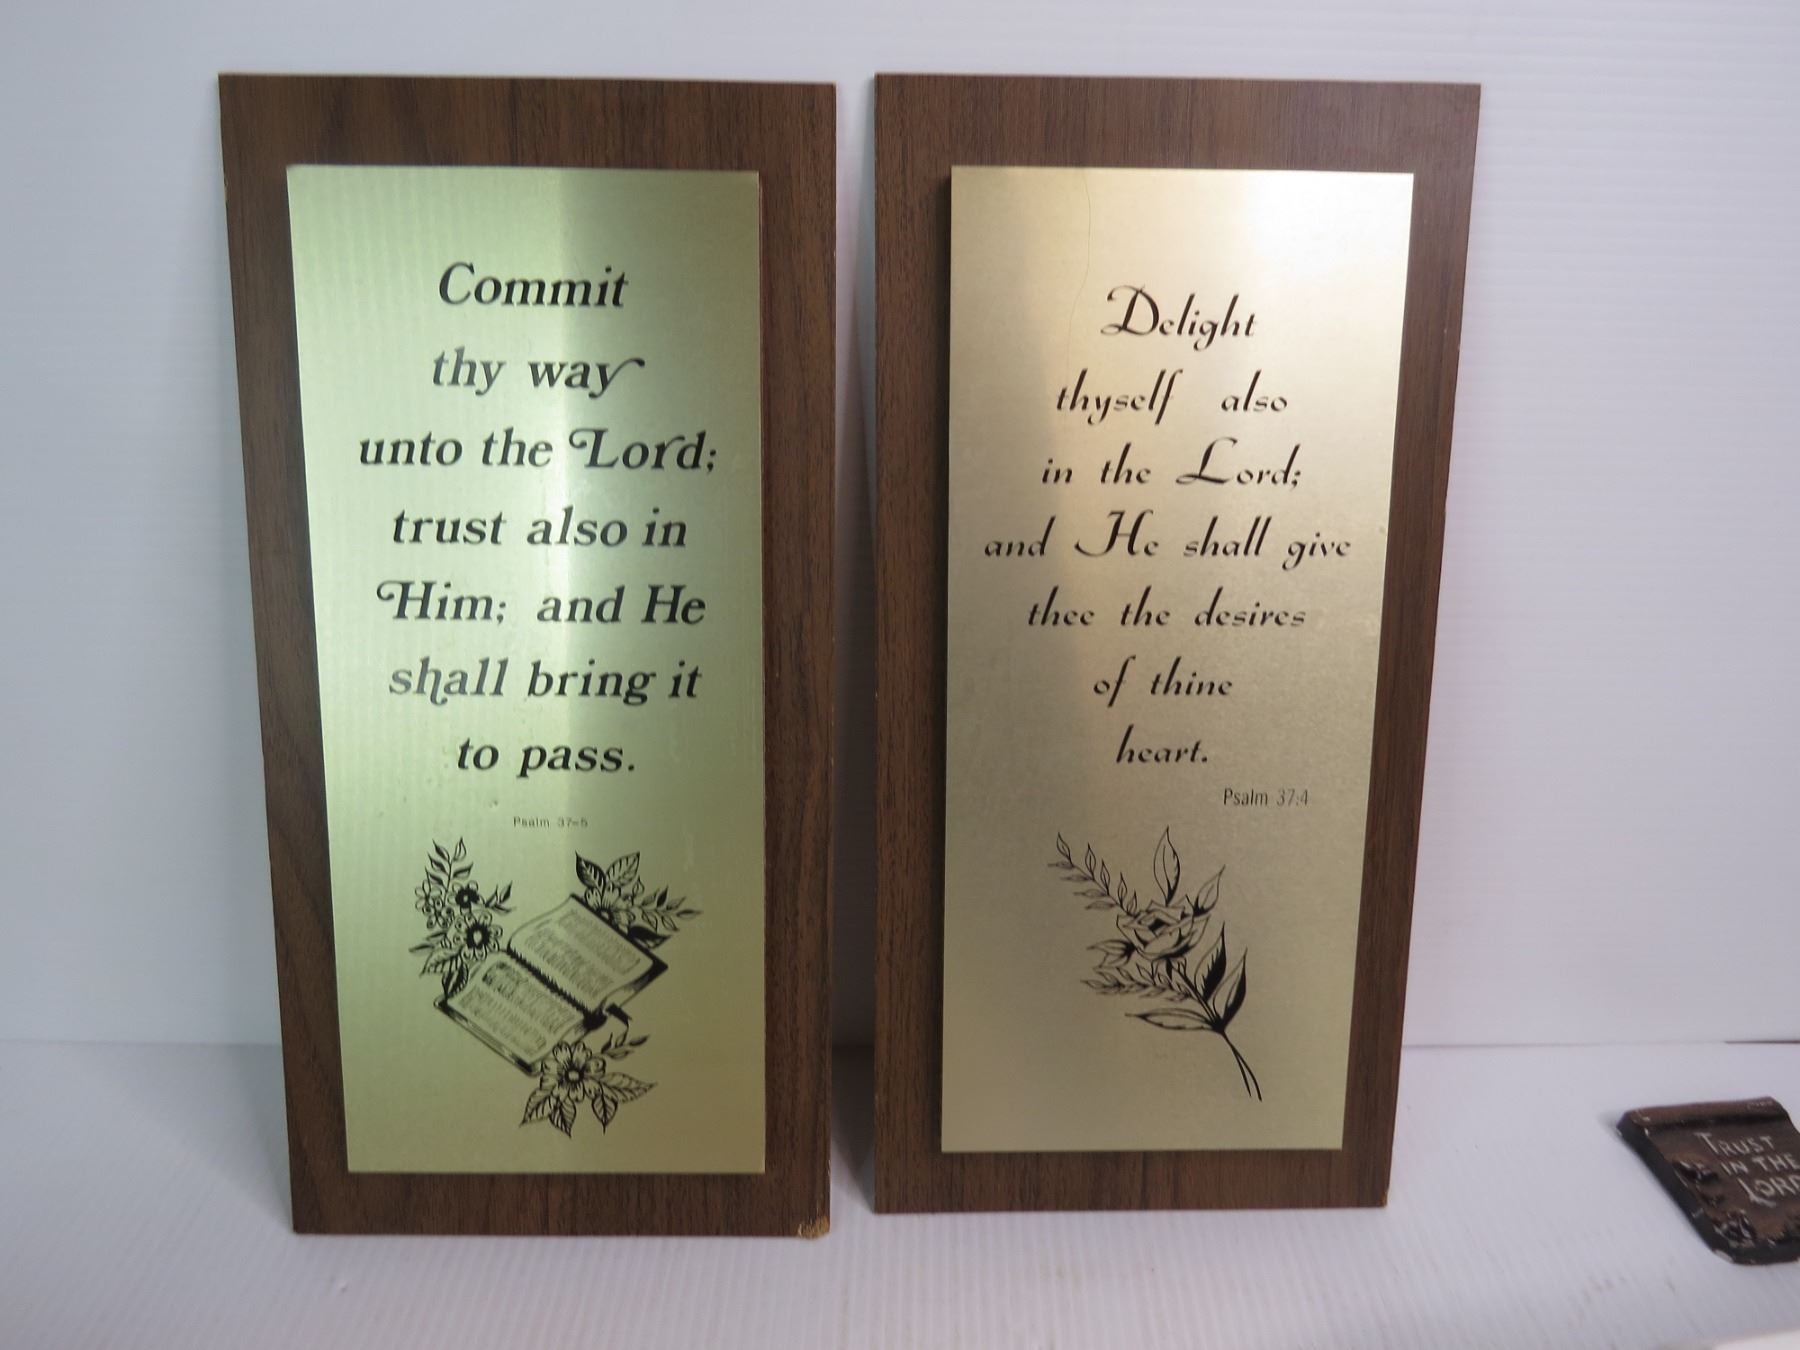 Commit
thy way
unto the Lord;
trust also in
Him; and He
shall bring it
to pass.
Psalm 37-5
Delight
thyself also
in the Lord;
and He shall give
thee the desires
of thine
heart.
Psalm 37:4
TRUST
IN THE
LORD